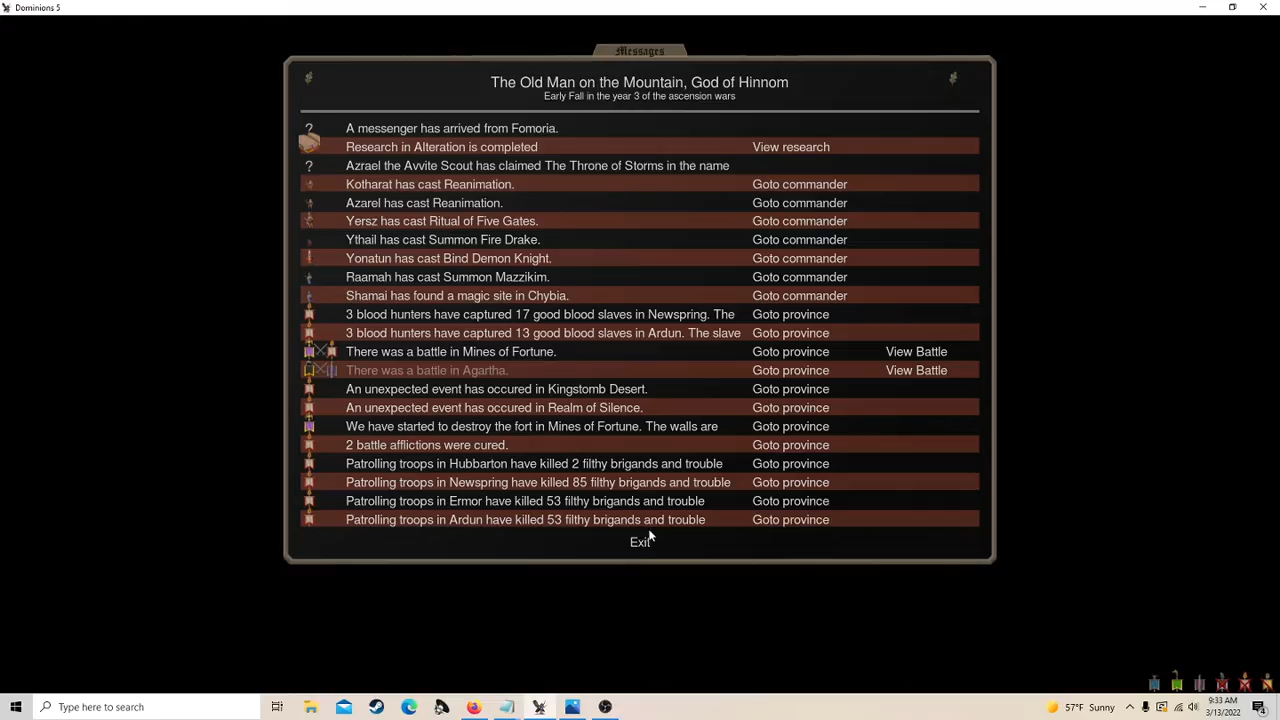 Dominions 5
Messages
The Old Man on the Mountain, God of Hinnom
Early Fall in the year 3 of the ascension wars
? A messenger has arrived from Fomoria.
Research in Alteration is completed View research
? Azrael the Avvite Scout has claimed The Throne of Storms in the name
Kotharat has cast Reanimation. Goto commander
Azarel has cast Reanimation. Goto commander
Yersz has cast Ritual of Five Gates. Goto commander
Ythail has cast Summon Fire Drake. Goto commander
Yonatun has cast Bind Demon Knight. Goto commander
Raamah has cast Summon Mazzikim. Goto commander
Shamai has found a magic site in Chybia. Goto commander
3 blood hunters have captured 17 good blood slaves in Newspring. The Goto province
3 blood hunters have captured 13 good blood slaves in Ardun. The slave Goto province
There was a battle in Mines of Fortune. Goto province View Battle
There was a battle in Agartha. Goto province View Battle
An unexpected event has occured in Kingstomb Desert. Goto province
An unexpected event has occured in Realm of Silence. Goto province
We have started to destroy the fort in Mines of Fortune. The walls are Goto province
2 battle afflictions were cured. Goto province
Patrolling troops in Hubbarton have killed 2 filthy brigands and trouble Goto province
Patrolling troops in Newspring have killed 85 filthy brigands and trouble Goto province
Patrolling troops in Ermor have killed 53 filthy brigands and trouble Goto province
Patrolling troops in Ardun have killed 53 filthy brigands and trouble Goto province
Exit
Type here to search
57°F Sunny
9:33 AM
3/13/2022
4